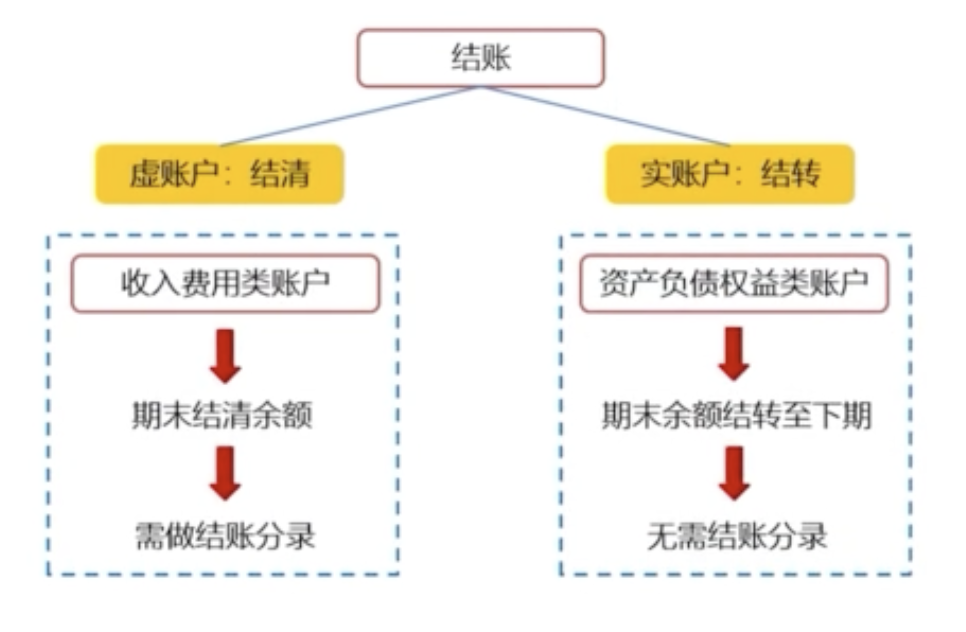 结账
虚账户：结清
实账户：结转
收入费用类账户
资产负债权益类账户
期末结清余额
期末余额结转至下期
需做结账分录
无需结账分录